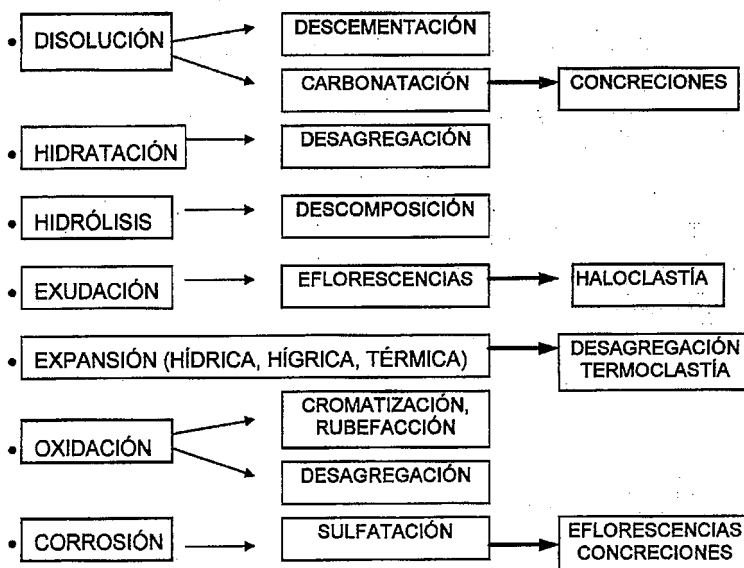 DESCEMENTACIÓN
• DISOLUCIÓN
CARBONATACIÓN
CONCRECIONES
• HIDRATACIÓN
DESAGREGACIÓN
• HIDRÓLISIS
DESCOMPOSICIÓN
• EXUDACIÓN
EFLORESCENCIAS
HALOCLASTÍA
• EXPANSIÓN (HÍDRICA, HÍGRICA, TÉRMICA)
DESAGREGACIÓN
TERMOCLASTÍA
• OXIDACIÓN
CROMATIZACIÓN,
RUBEFACCIÓN
DESAGREGACIÓN
• CORROSIÓN
SULFATACIÓN
EFLORESCENCIAS
CONCRECIONES